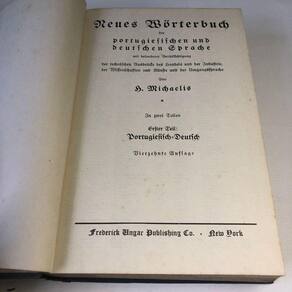 Neues Wörterbuch
der
portugiesischen und
deutschen Sprache
mit besonderer Berücksichtigung
der technischen Ausdrücke des Handels und der Industrie,
der Wissenschaften und Künste und der Umgangssprache
Von
H. Michaelis
In zwei Teilen
Erster Teil:
Portugiesisch-Deutsch
Vierzehnte Auflage
Frederick Ungar Publishing Co. · New York